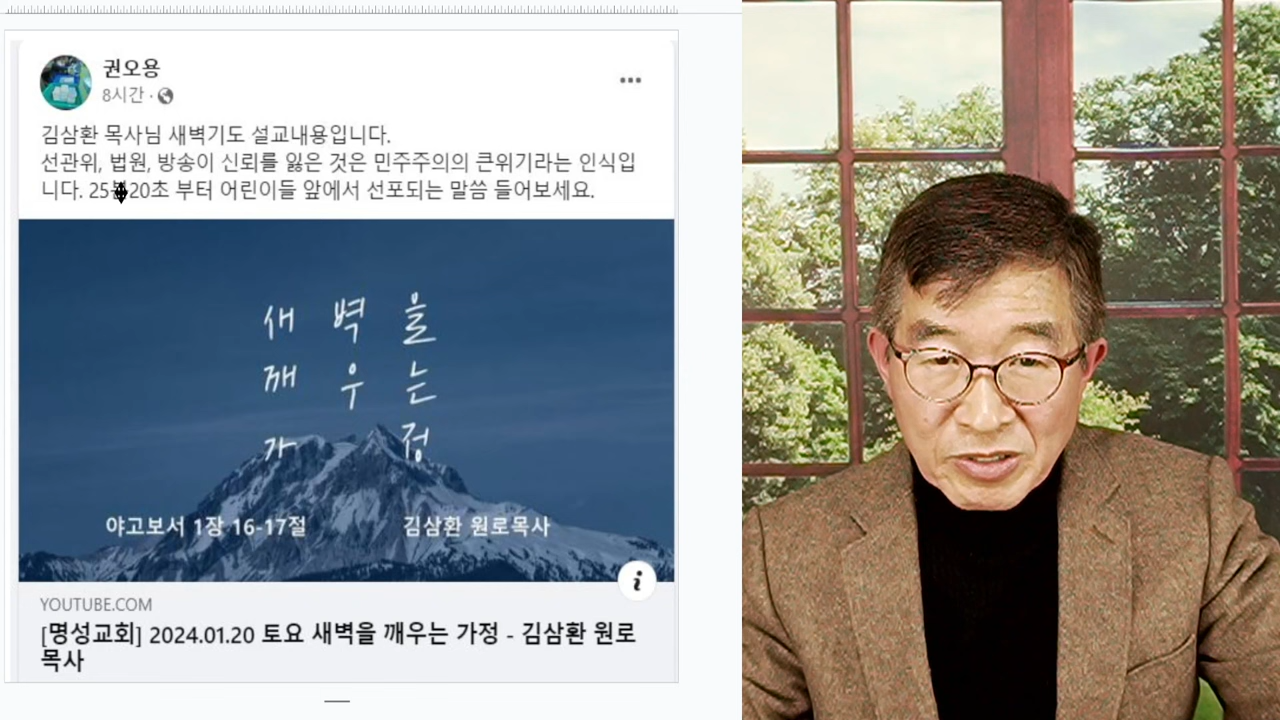 권오용
8시간
김삼환 목사님 새벽기도 설교내용입니다.
선관위, 법원, 방송이 신뢰를 잃은 것은 민주주의의 큰위기라는 인식입
니다. 25분20초 부터 어린이들 앞에서 선포되는 말씀 들어보세요.
새 벽 을
깨 우 는
가 정
야고보서 1장 16-17절 김삼환 원로목사
YOUTUBE.COM
[명성교회] 2024.01.20 토요 새벽을 깨우는 가정 - 김삼환 원로
목사